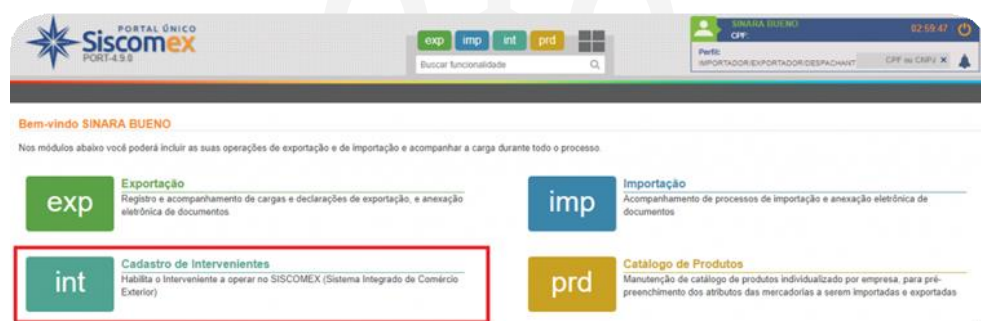 PORTAL ÚNICO
Siscomex
PORT-4.9.0
exp imp int prd
Buscar funcionalidade
SINARA BUENO
CPF:
02:59:47
Perfil:
IMPORTADOR/EXPORTADOR/DESPACHANT
CPF ou CNPJ X
Bem-vindo SINARA BUENO
Nos módulos abaixo você poderá incluir as suas operações de exportação e de importação e acompanhar a carga durante todo o processo.
exp
Exportação
Registro e acompanhamento de cargas e declarações de exportação, e anexação
eletrônica de documentos
imp
Importação
Acompanhamento de processos de importação e anexação eletrônica de
documentos
int
Cadastro de Intervenientes
Habilita o Interveniente a operar no SISCOMEX (Sistema Integrado de Comércio
Exterior)
prd
Catálogo de Produtos
Manutenção de catálogo de produtos individualizado por empresa, para pré-
preenchimento dos atributos das mercadorias a serem importadas e exportadas